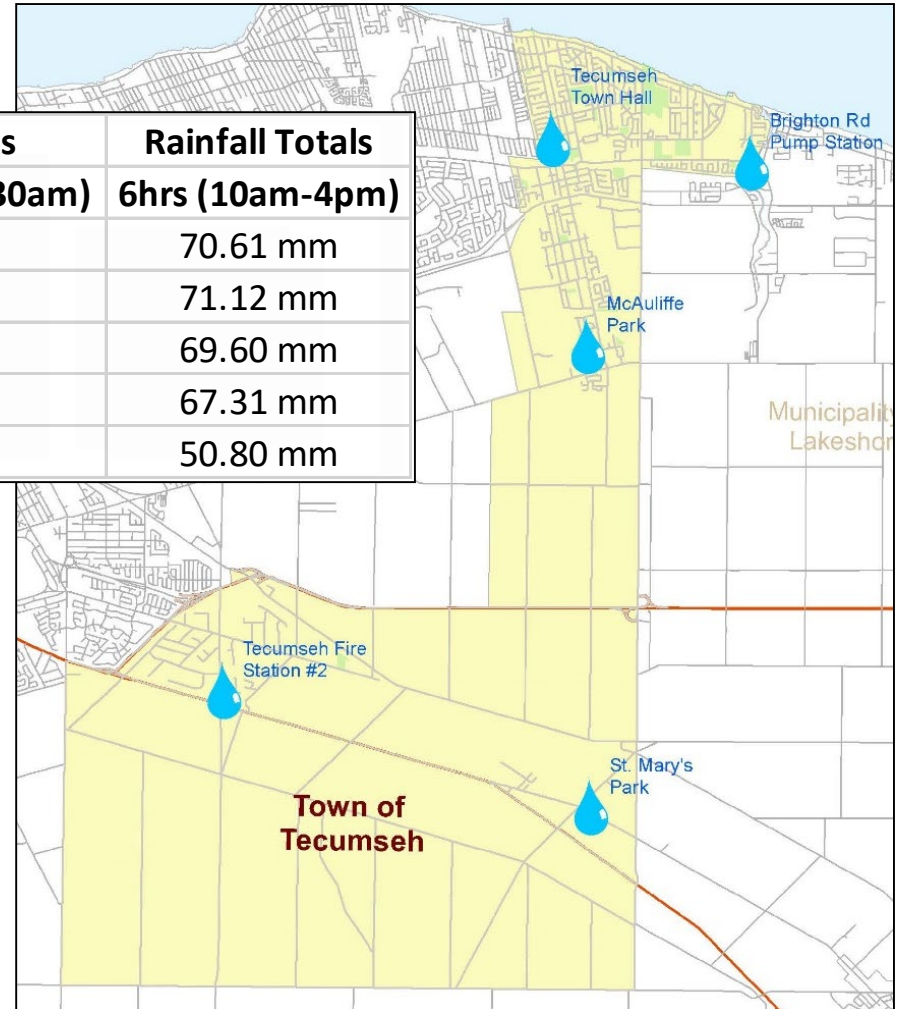 Tecumseh
Town Hall
Brighton Rd
Pump Station
s Rainfall Totals
30am) 6hrs (10am-4pm)
70.61 mm
71.12 mm
69.60 mm
67.31 mm
50.80 mm
McAuliffe
Park
Municipality
Lakeshor
Tecumseh Fire
Station #2
St. Mary's
Park
Town of
Tecumseh